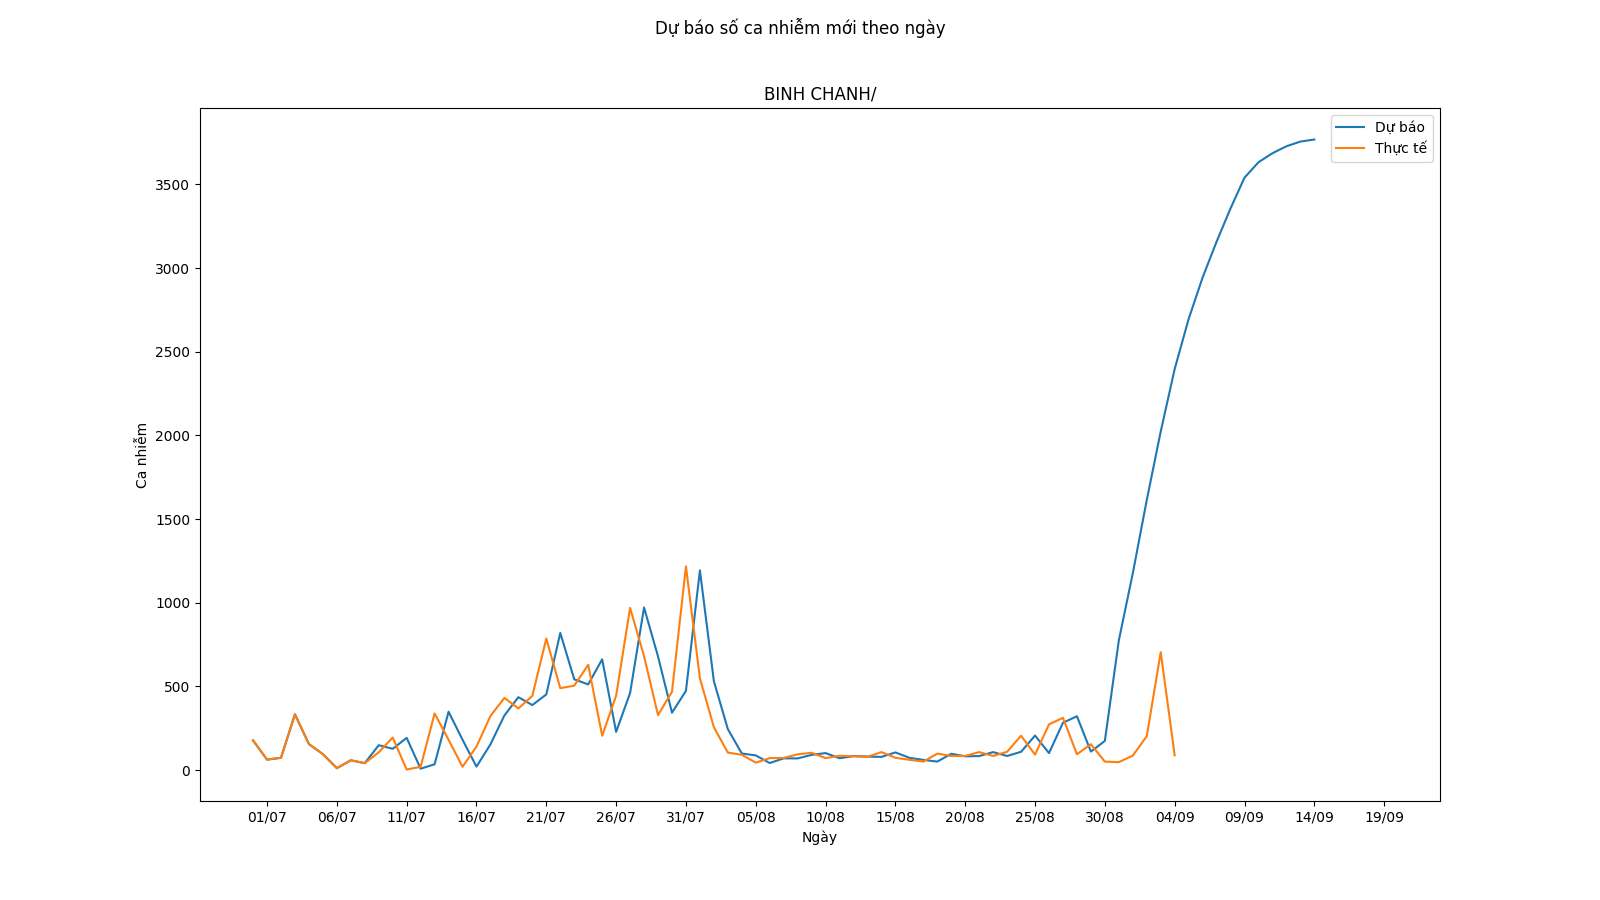 Dự báo số ca nhiễm mới theo ngày
BINH CHANH/
Dự báo
Thực tế
3500
3000
2500
2000
1500
1000
500
0
Ca nhiễm
01/07 06/07 11/07 16/07 21/07 26/07 31/07 05/08 10/08 15/08 20/08 25/08 30/08 04/09 09/09 14/09 19/09
Ngày